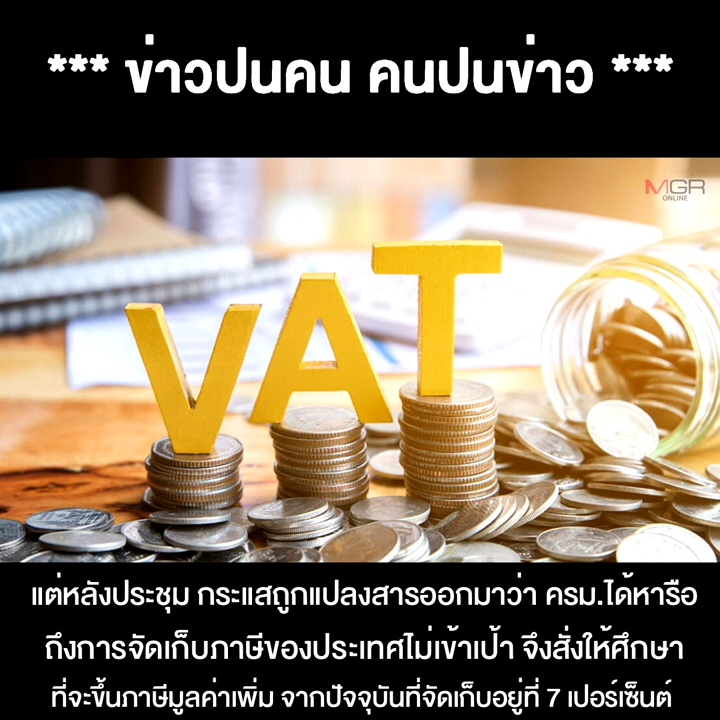 *** ข่าวปนคน คนปนข่าว ***
MGR
ONLINE
VAT
แต่หลังประชุม กระแสถูกแปลงสารออกมาว่า ครม.ได้หารือ
ถึงการจัดเก็บภาษีของประเทศไม่เข้าเป้า จึงสั่งให้ศึกษา
ที่จะขึ้นภาษีมูลค่าเพิ่ม จากปัจจุบันที่จัดเก็บอยู่ที่ 7 เปอร์เซ็นต์